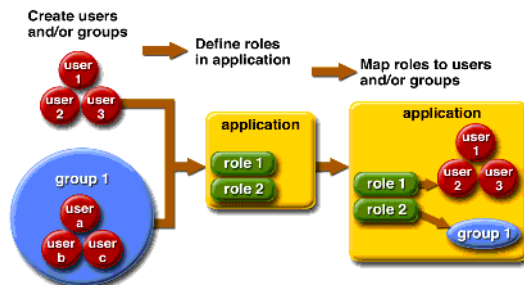 Create users
and/or groups
Define roles
in application
Map roles to users
and/or groups
user
1
user
2
user
3
group 1
user
a
user
b
user
c
application
role 1
role 2
application
user
1
user
2
user
3
role 1
role 2
group 1